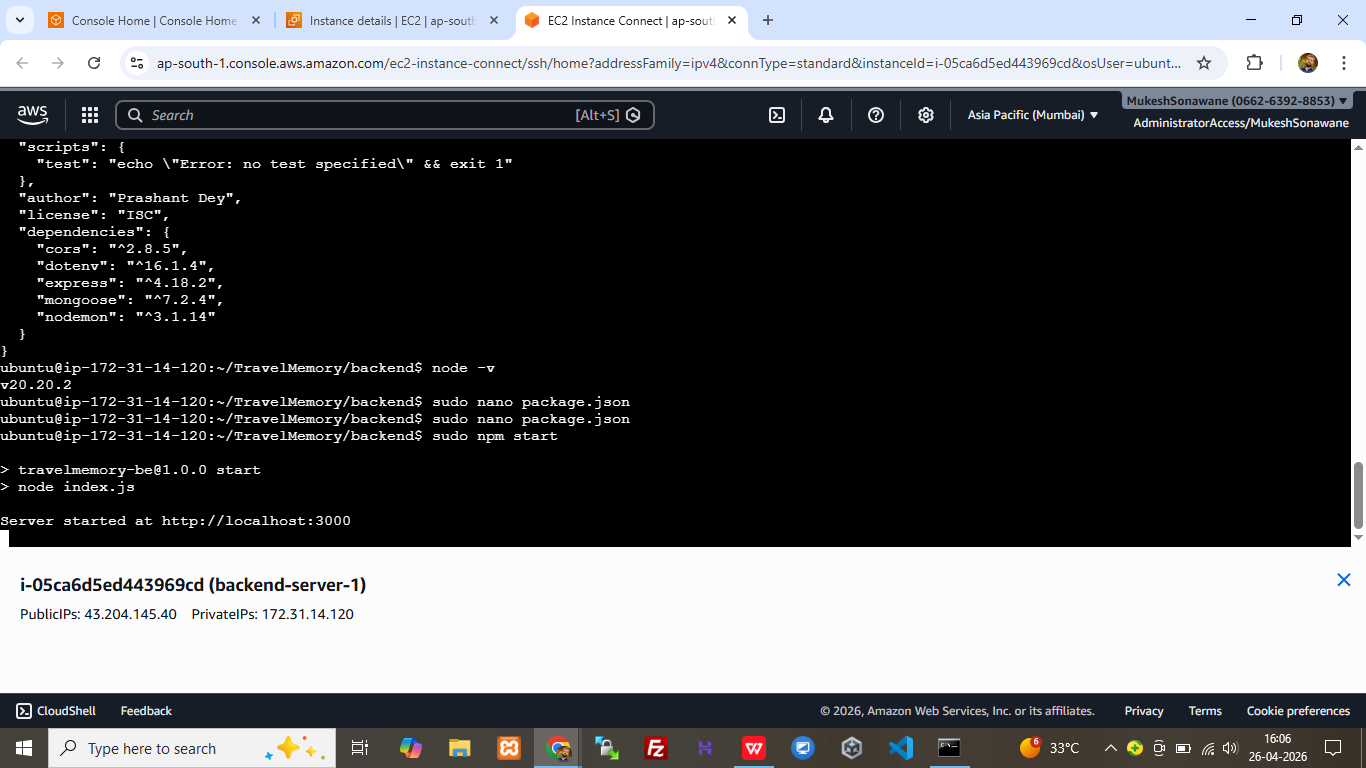 Console Home | Console Home
Instance details | EC2 | ap-south
EC2 Instance Connect | ap-sout
ap-south-1.console.aws.amazon.com/ec2-instance-connect/ssh/home?addressFamily=ipv4&connType=standard&instanceId=i-05ca6d5ed443969cd&osUser=ubunt...
aws
Search
[Alt+S]
Asia Pacific (Mumbai)
MukeshSonawane (0662-6392-8853)
AdministratorAccess/MukeshSonawane
"scripts": {
"test": "echo \"Error: no test specified\" && exit 1"
},
"author": "Prashant Dey",
"license": "ISC",
"dependencies": {
"cors": "^2.8.5",
"dotenv": "^16.1.4",
"express": "^4.18.2",
"mongoose": "^7.2.4",
"nodemon": "^3.1.14"
}
}
ubuntu@ip-172-31-14-120:~/TravelMemory/backend$ node -v
v20.20.2
ubuntu@ip-172-31-14-120:~/TravelMemory/backend$ sudo nano package.json
ubuntu@ip-172-31-14-120:~/TravelMemory/backend$ sudo nano package.json
ubuntu@ip-172-31-14-120:~/TravelMemory/backend$ sudo npm start
> travelmemory-be@1.0.0 start
> node index.js
Server started at http://localhost:3000
i-05ca6d5ed443969cd (backend-server-1)
PublicIPs: 43.204.145.40 PrivateIPs: 172.31.14.120
CloudShell
Feedback
© 2026, Amazon Web Services, Inc. or its affiliates.
Privacy
Terms
Cookie preferences
Type here to search
6
33°C
16:06
26-04-2026